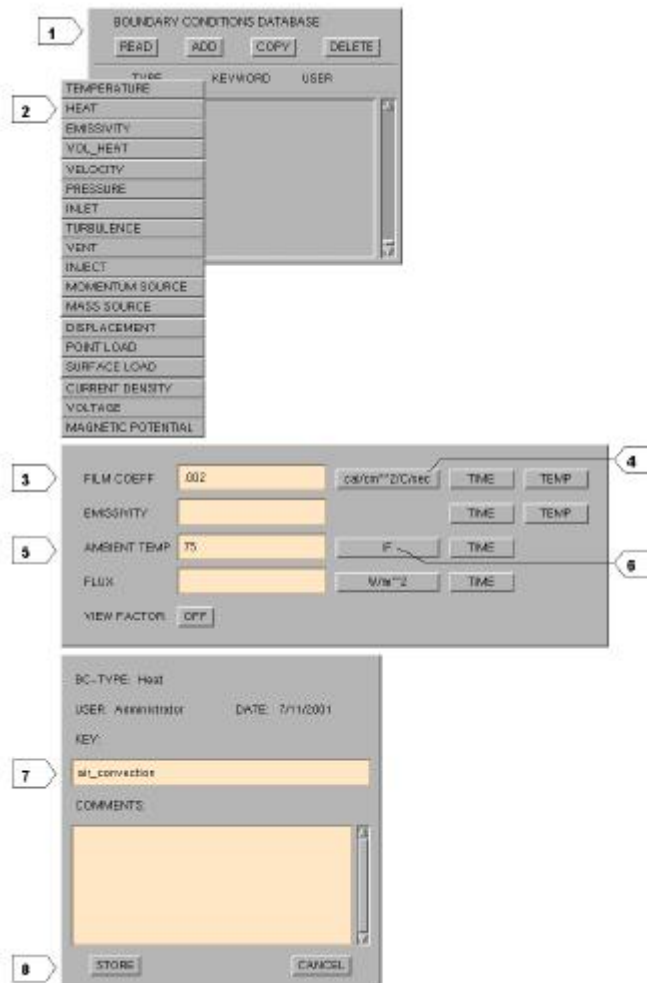 1
BOUNDARY CONDITIONS DATABASE
READ ADD COPY DELETE
TYPE KEYWORD USER
TEMPERATURE
2
HEAT
EMISSIVITY
VOL_HEAT
VELOCITY
PRESSURE
INLET
TURBULENCE
VENT
INJECT
MOMENTUM SOURCE
MASS SOURCE
DISPLACEMENT
POINT LOAD
SURFACE LOAD
CURRENT DENSITY
VOLTAGE
MAGNETIC POTENTIAL
4
3 FILM COEFF .002 cal/cm**2/C/sec TIME TEMP
EMISSIVITY TIME TEMP
5 AMBIENT TEMP 75 F TIME
6
FLUX W/m**2 TIME
VIEW FACTOR OFF
BC-TYPE: Heat
USER: Administrator DATE: 7/11/2001
KEY:
7 air_convection
COMMENTS:
8 STORE CANCEL